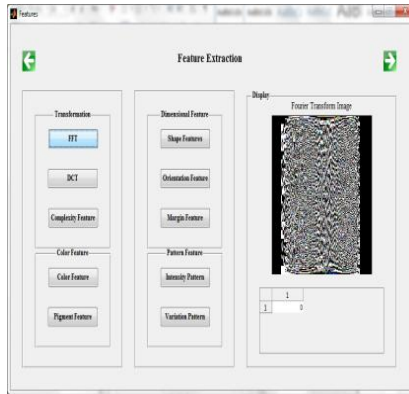 Features
Feature Extraction
Transformation
FFT
DCT
Complexity Feature
Color Feature
Color Feature
Pigment Feature
Dimensional Feature
Shape Features
Orientation Feature
Margin Feature
Pattern Feature
Intensity Pattern
Variation Pattern
Display
Fourier Transform Image
1
1 0